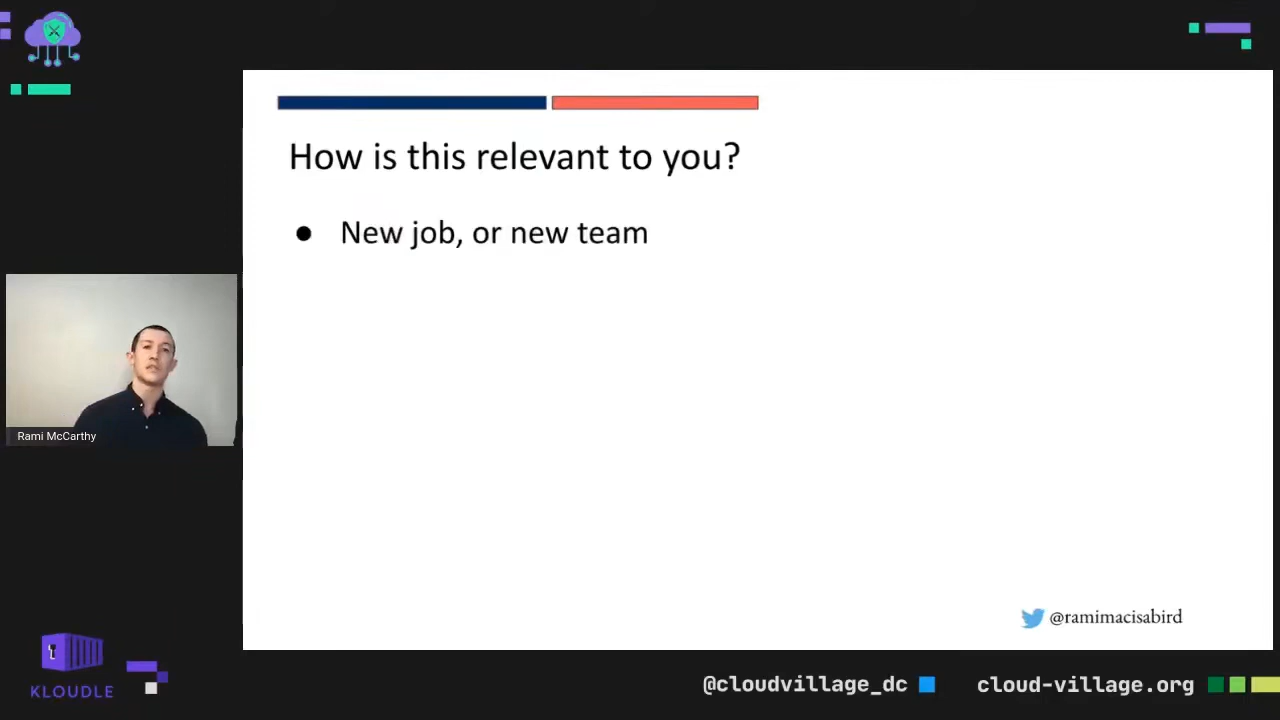 How is this relevant to you?
● New job, or new team
Rami McCarthy
@ramimacisabird
KLOUDLE
@cloudvillage_dc
cloud-village.org